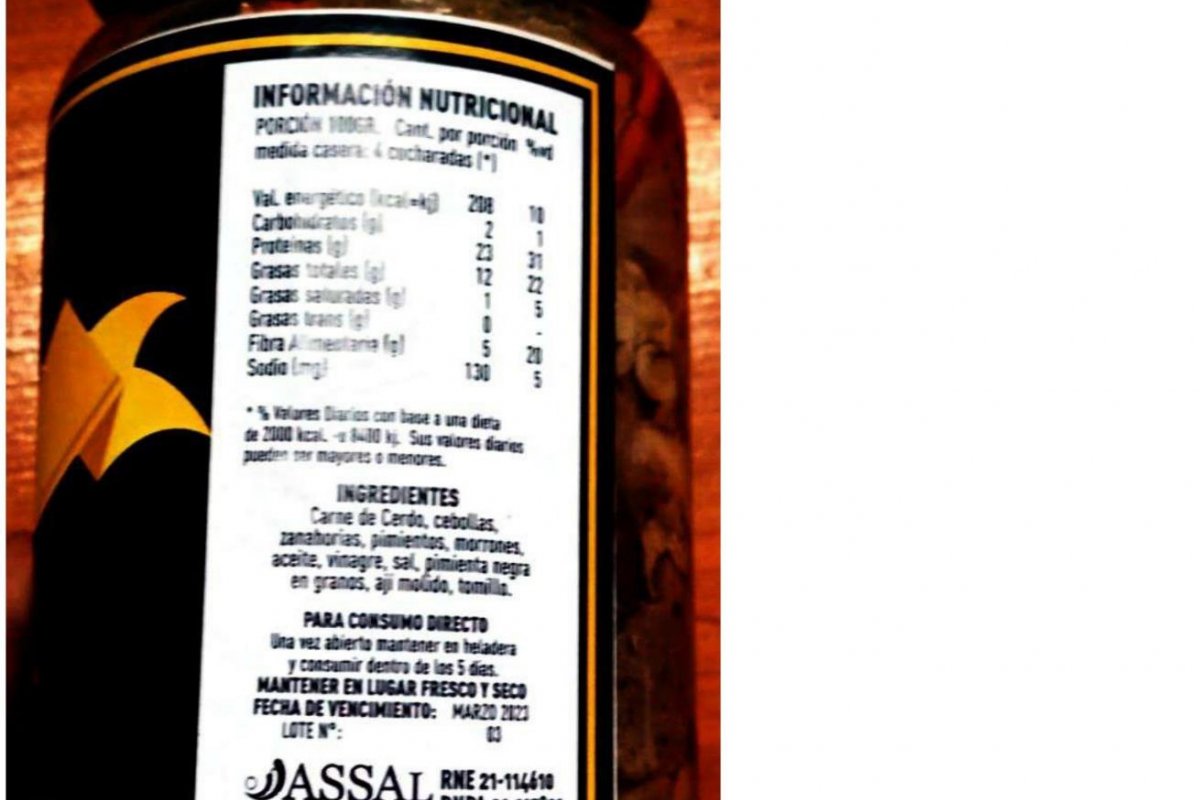 INFORMACIÓN NUTRICIONAL
PORCIÓN 100GR. Cant. por porción %vd
medida casera: 4 cucharadas (*)
Val. energético (kcal=kj) 208 10
Carbohidratos (g) 2 1
Proteinas (g) 23 31
Grasas totales (g) 12 22
Grasas saturadas (g) 1 5
Grasas trans (g) 0 -
Fibra Alimentaria (g) 5 20
Sodio (mg) 130 5
* % Valores Diarios con base a una dieta
de 2000 kcal. -o 8400 kj. Sus valores diarios
pueden ser mayores o menores.
INGREDIENTES
Carne de Cerdo, cebollas,
zanahorias, pimientos, morrones,
aceite, vinagre, sal, pimienta negra
en granos, ají molido, tomillo.
PARA CONSUMO DIRECTO
Una vez abierto mantener en heladera
y consumir dentro de los 5 días.
MANTENER EN LUGAR FRESCO Y SECO
FECHA DE VENCIMIENTO: MARZO 2023
LOTE N°: 03
ASSAL RNE 21-114610